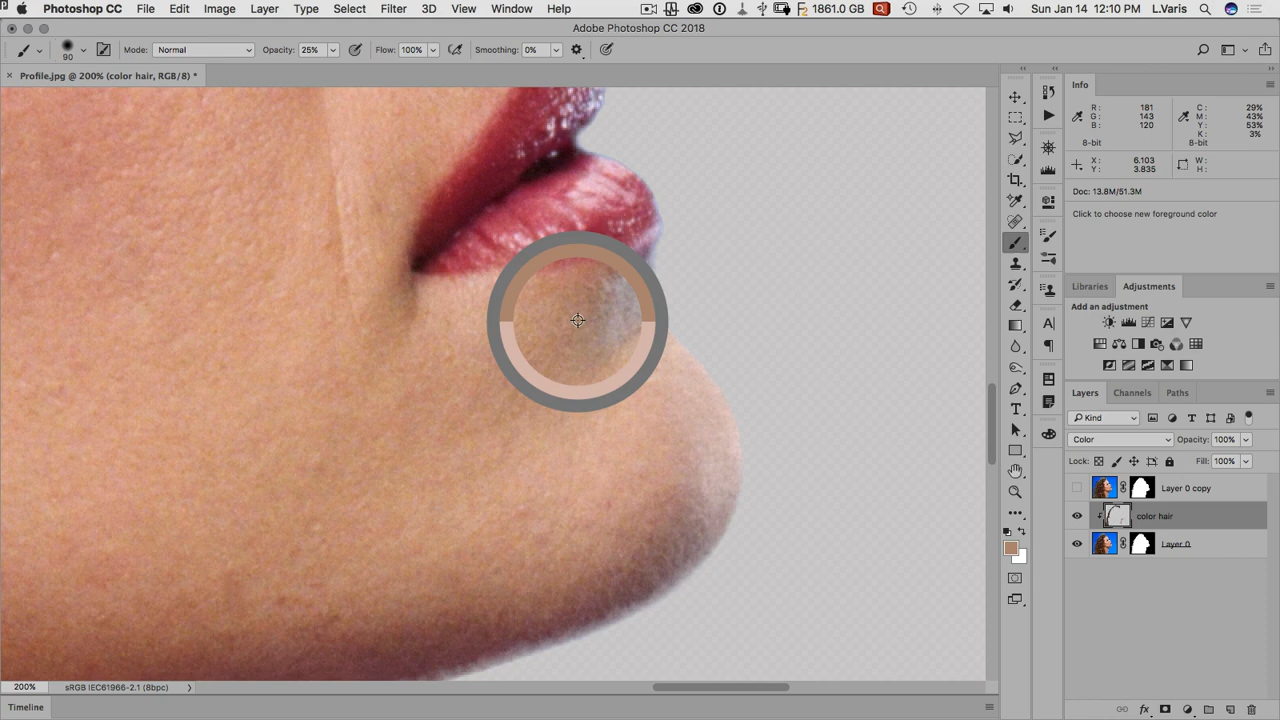 Photoshop CC File Edit Image Layer Type Select Filter 3D View Window Help 1861.0 GB Sun Jan 14 12:10 PM L.Varis
Adobe Photoshop CC 2018
90 Mode: Normal Opacity: 25% Flow: 100% Smoothing: 0%
× Profile.jpg @ 200% (color hair, RGB/8) *
Info
R: 181 C: 29%
G: 143 M: 43%
B: 120 Y: 53%
K: 3%
8-bit 8-bit
X: 6.103 W:
Y: 3.835 H:
Doc: 13.8M/51.3M
Click to choose new foreground color
Libraries Adjustments
Add an adjustment
Layers Channels Paths
Kind
Color Opacity: 100%
Lock: Fill: 100%
Layer 0 copy
color hair
Layer 0
200% sRGB IEC61966-2.1 (8bpc)
Timeline